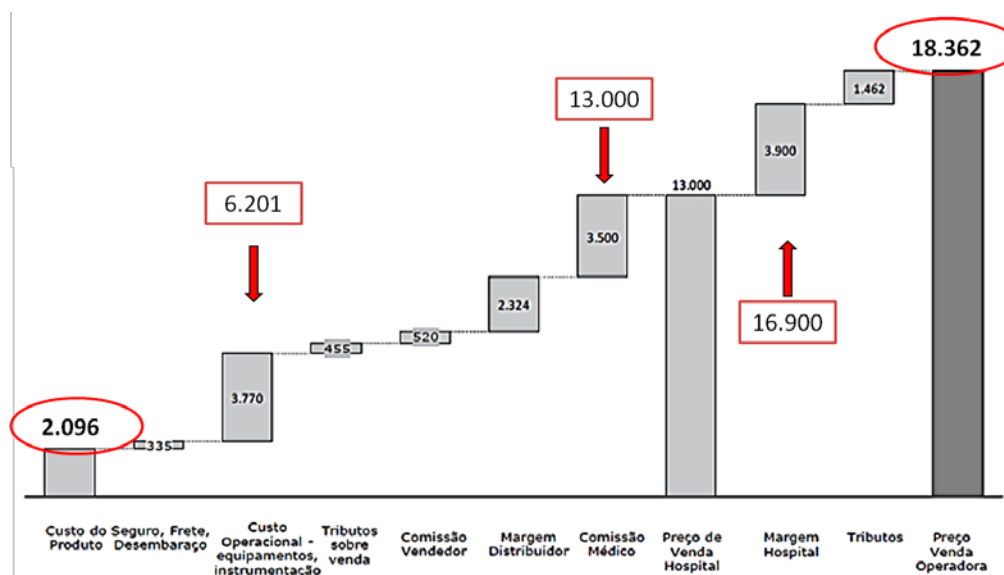 18.362
13.000
1.462
3.900
13.000
6.201
3.500
2.324
16.900
520
455
3.770
2.096
335
Custo do
Produto
Seguro, Frete,
Desembaraço
Custo
Operacional -
equipamentos,
instrumentação
Tributos
sobre
venda
Comissão
Vendedor
Margem
Distribuidor
Comissão
Médico
Preço de
Venda
Hospital
Margem
Hospital
Tributos
Preço
Venda
Operadora